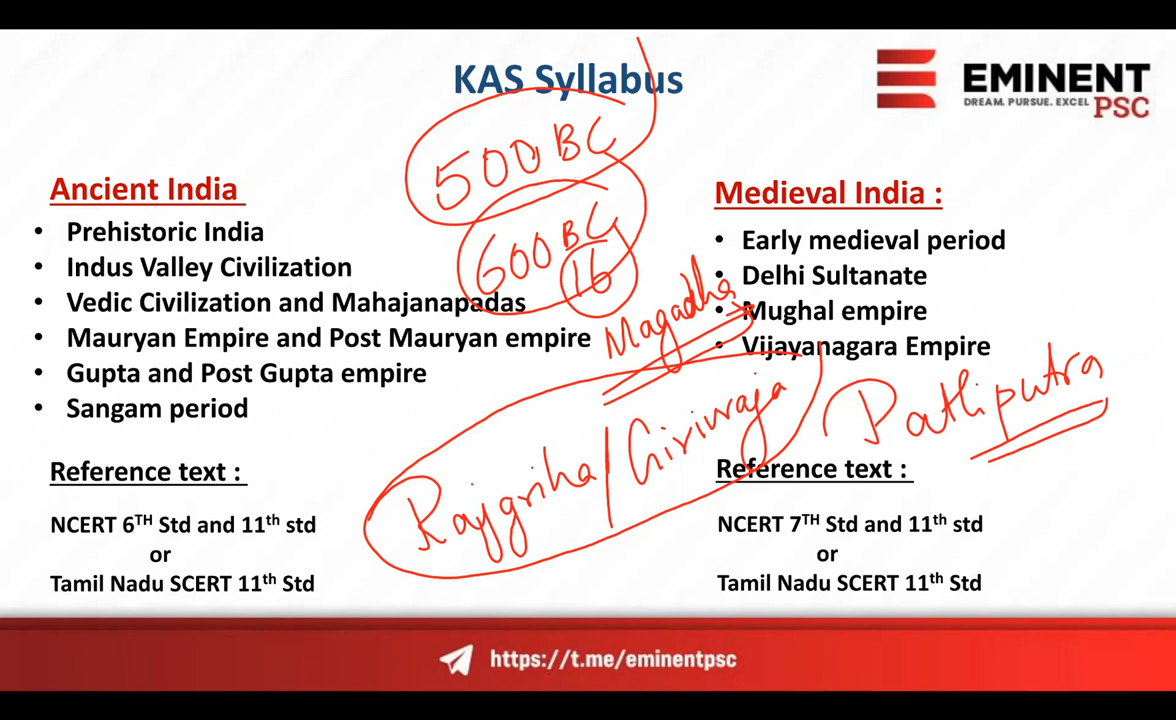 KAS Syllabus
EMINENT
DREAM. PURSUE. EXCEL PSC
500 BC
600 BC
16
Magadha
Rajgriha / Girivraja
Patliputra
Ancient India
• Prehistoric India
• Indus Valley Civilization
• Vedic Civilization and Mahajanapadas
• Mauryan Empire and Post Mauryan empire
• Gupta and Post Gupta empire
• Sangam period
Reference text :
NCERT 6TH Std and 11th std
or
Tamil Nadu SCERT 11th Std
Medieval India :
• Early medieval period
• Delhi Sultanate
• Mughal empire
• Vijayanagara Empire
Reference text :
NCERT 7TH Std and 11th std
or
Tamil Nadu SCERT 11th Std
https://t.me/eminentpsc